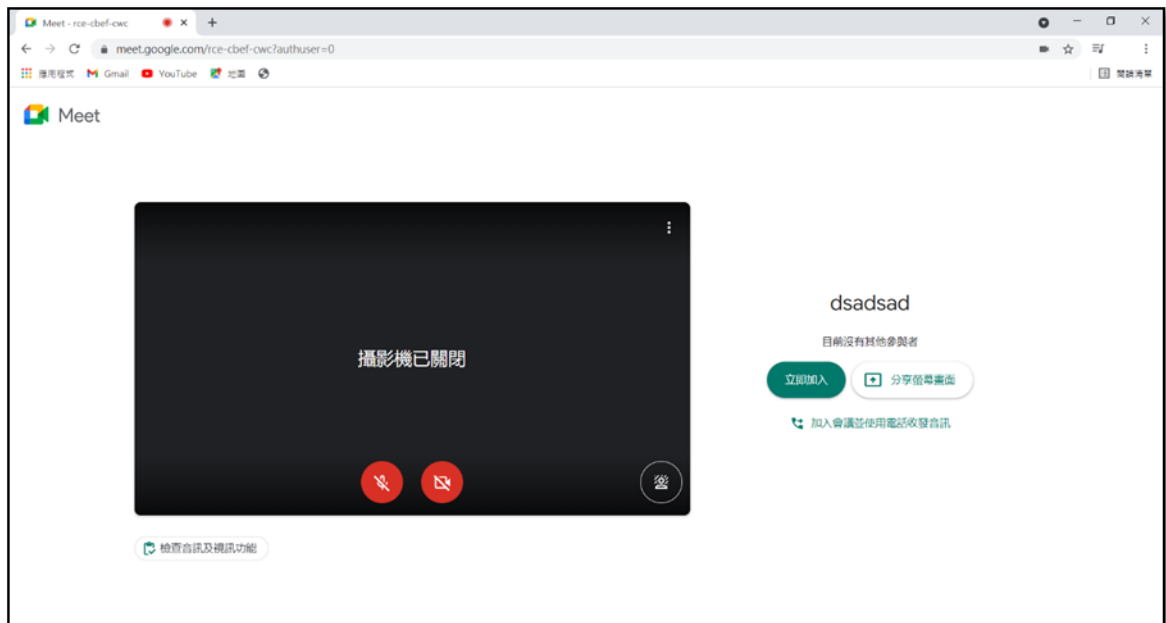 Meet - rce-cbef-cwc
meet.google.com/rce-cbef-cwc?authuser=0
應用程式 Gmail YouTube 地圖
閱讀清單
Meet
攝影機已關閉
dsadsad
目前沒有其他參與者
立即加入 分享螢幕畫面
加入會議並使用電話收發音訊
檢查音訊及視訊功能